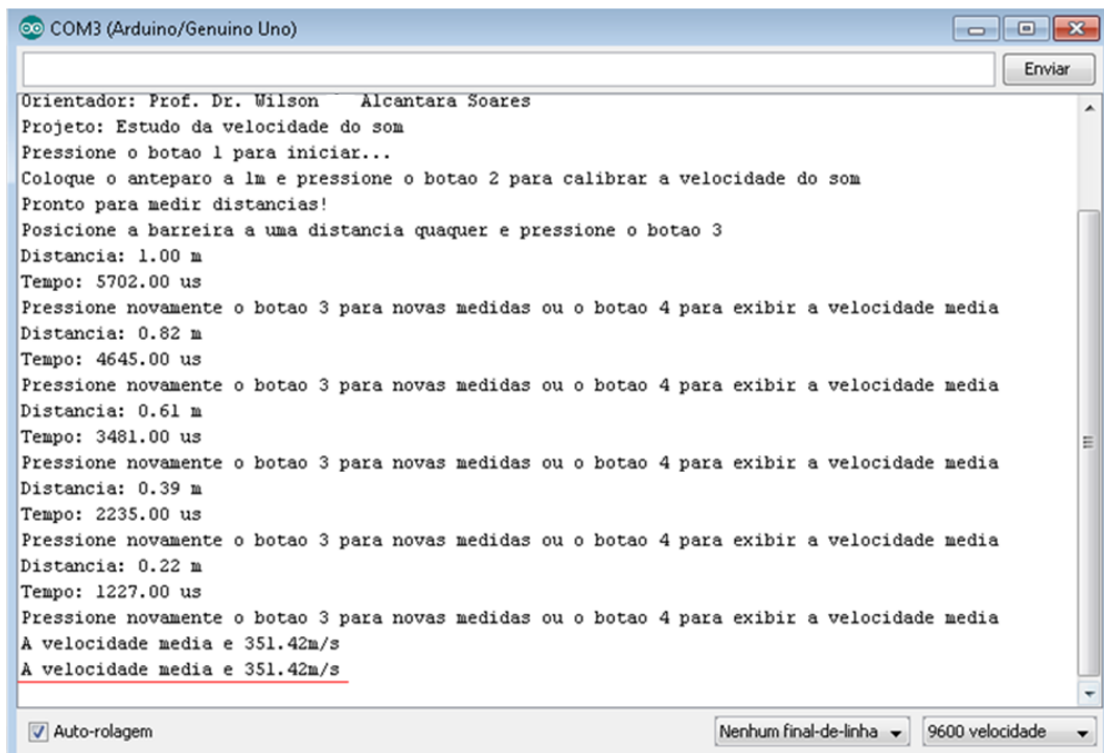 COM3 (Arduino/Genuino Uno)
Enviar
Orientador: Prof. Dr. Wilson Alcantara Soares
Projeto: Estudo da velocidade do som
Pressione o botao 1 para iniciar...
Coloque o anteparo a 1m e pressione o botao 2 para calibrar a velocidade do som
Pronto para medir distancias!
Posicione a barreira a uma distancia quaquer e pressione o botao 3
Distancia: 1.00 m
Tempo: 5702.00 us
Pressione novamente o botao 3 para novas medidas ou o botao 4 para exibir a velocidade media
Distancia: 0.82 m
Tempo: 4645.00 us
Pressione novamente o botao 3 para novas medidas ou o botao 4 para exibir a velocidade media
Distancia: 0.61 m
Tempo: 3481.00 us
Pressione novamente o botao 3 para novas medidas ou o botao 4 para exibir a velocidade media
Distancia: 0.39 m
Tempo: 2235.00 us
Pressione novamente o botao 3 para novas medidas ou o botao 4 para exibir a velocidade media
Distancia: 0.22 m
Tempo: 1227.00 us
Pressione novamente o botao 3 para novas medidas ou o botao 4 para exibir a velocidade media
A velocidade media e 351.42m/s
A velocidade media e 351.42m/s
Auto-rolagem
Nenhum final-de-linha
9600 velocidade